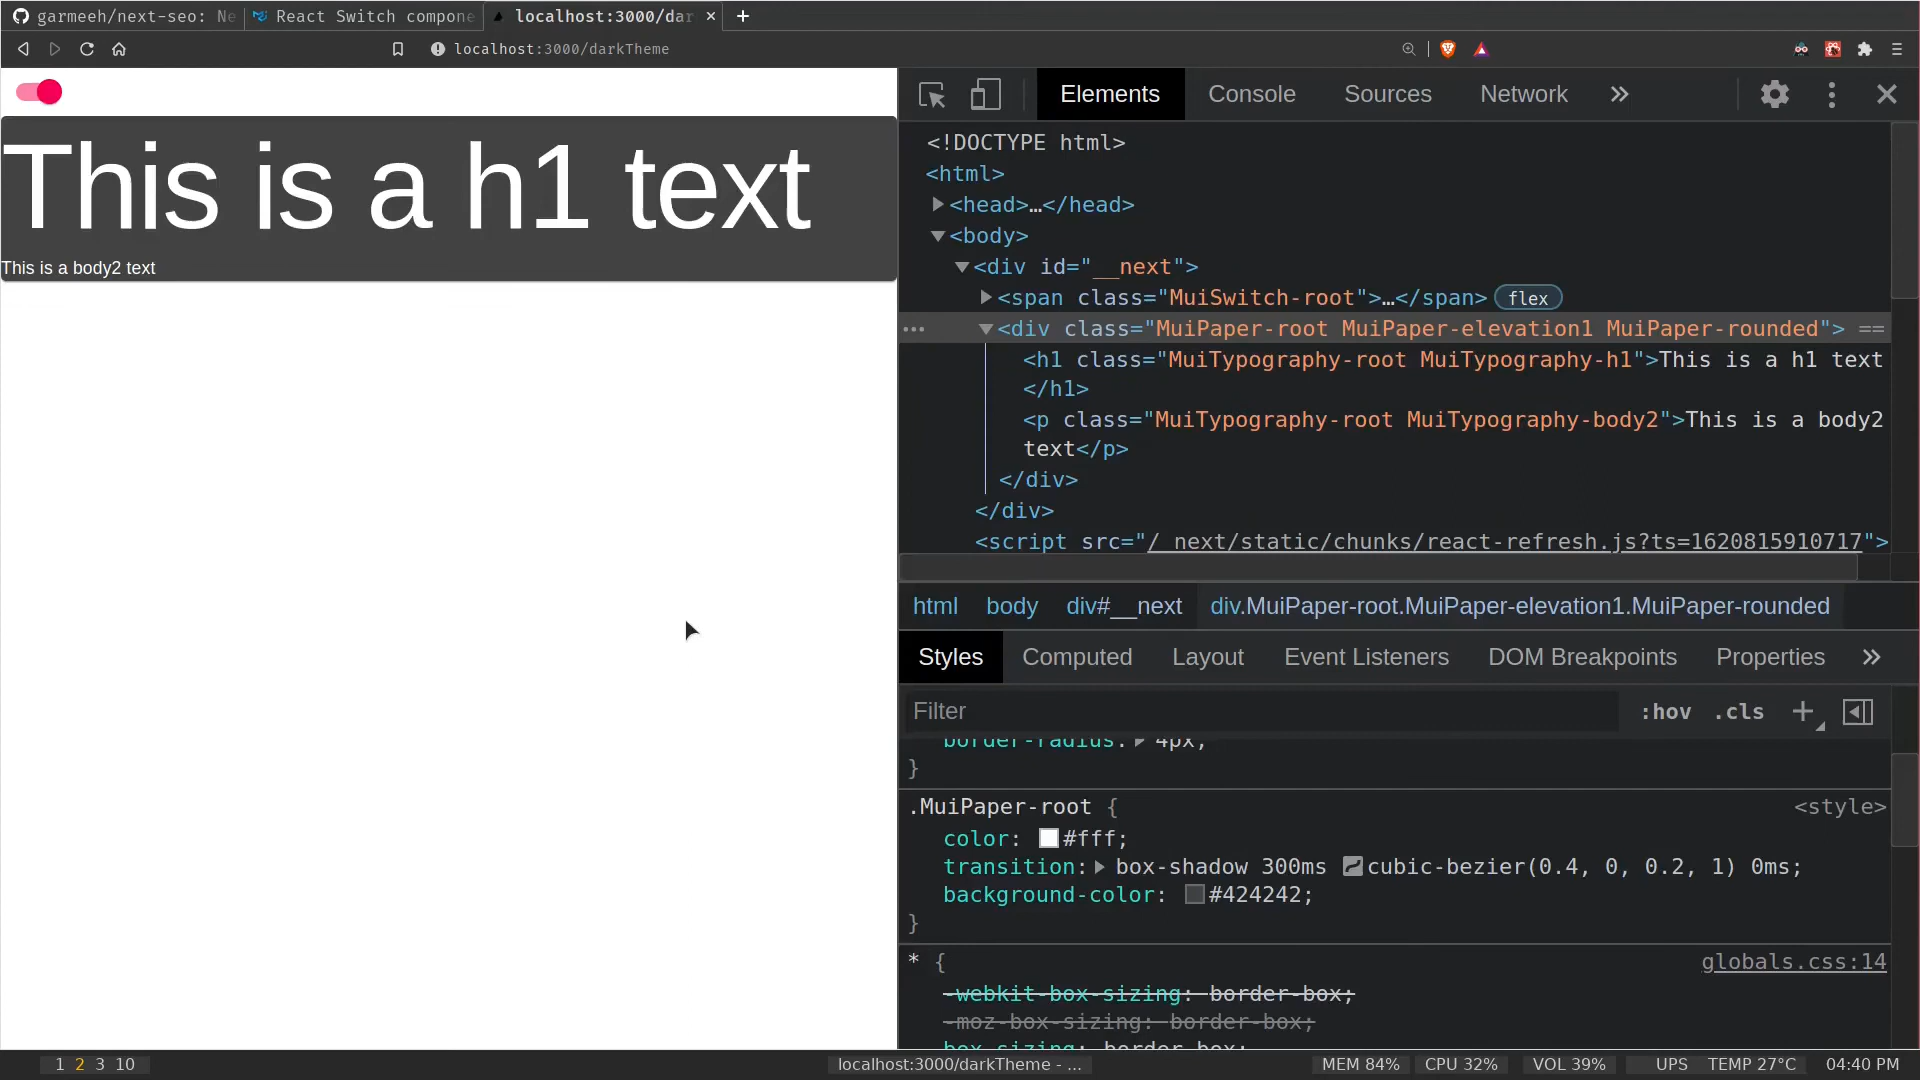 garmeeh/next-seo: Ne
React Switch compone
localhost:3000/dar
localhost:3000/darkTheme
Elements
Console
Sources
Network
This is a h1 text
This is a body2 text
<!DOCTYPE html>
<html>
<head>…</head>
<body>
<div id="__next">
<span class="MuiSwitch-root">…</span> flex
<div class="MuiPaper-root MuiPaper-elevation1 MuiPaper-rounded"> ==
<h1 class="MuiTypography-root MuiTypography-h1">This is a h1 text
</h1>
<p class="MuiTypography-root MuiTypography-body2">This is a body2
text</p>
</div>
</div>
<script src="/_next/static/chunks/react-refresh.js?ts=1620815910717">
html body div#__next div.MuiPaper-root.MuiPaper-elevation1.MuiPaper-rounded
Styles Computed Layout Event Listeners DOM Breakpoints Properties
Filter :hov .cls
border-radius: 4px;
}
.MuiPaper-root { <style>
color: #fff;
transition: box-shadow 300ms cubic-bezier(0.4, 0, 0.2, 1) 0ms;
background-color: #424242;
}
* { globals.css:14
-webkit-box-sizing: border-box;
-moz-box-sizing: border-box;
box-sizing: border-box;
1 2 3 10
localhost:3000/darkTheme - ...
MEM 84% CPU 32% VOL 39% UPS TEMP 27°C 04:40 PM